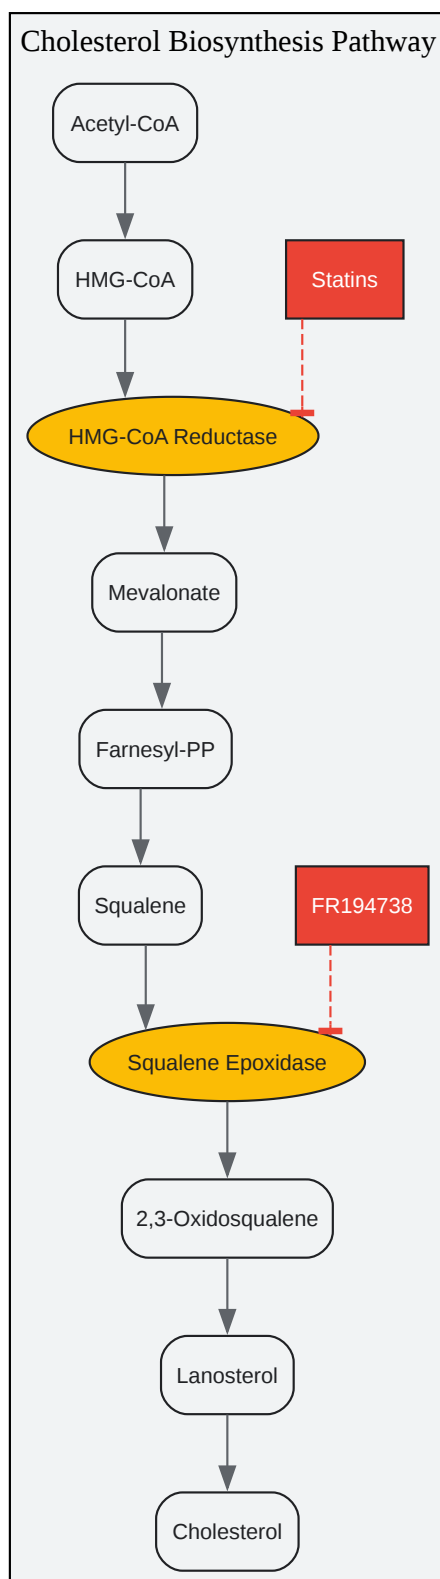 Cholesterol Biosynthesis Pathway
Acetyl-CoA
HMG-CoA
Statins
HMG-CoA Reductase
Mevalonate
Farnesyl-PP
Squalene
FR194738
Squalene Epoxidase
2,3-Oxidosqualene
Lanosterol
Cholesterol